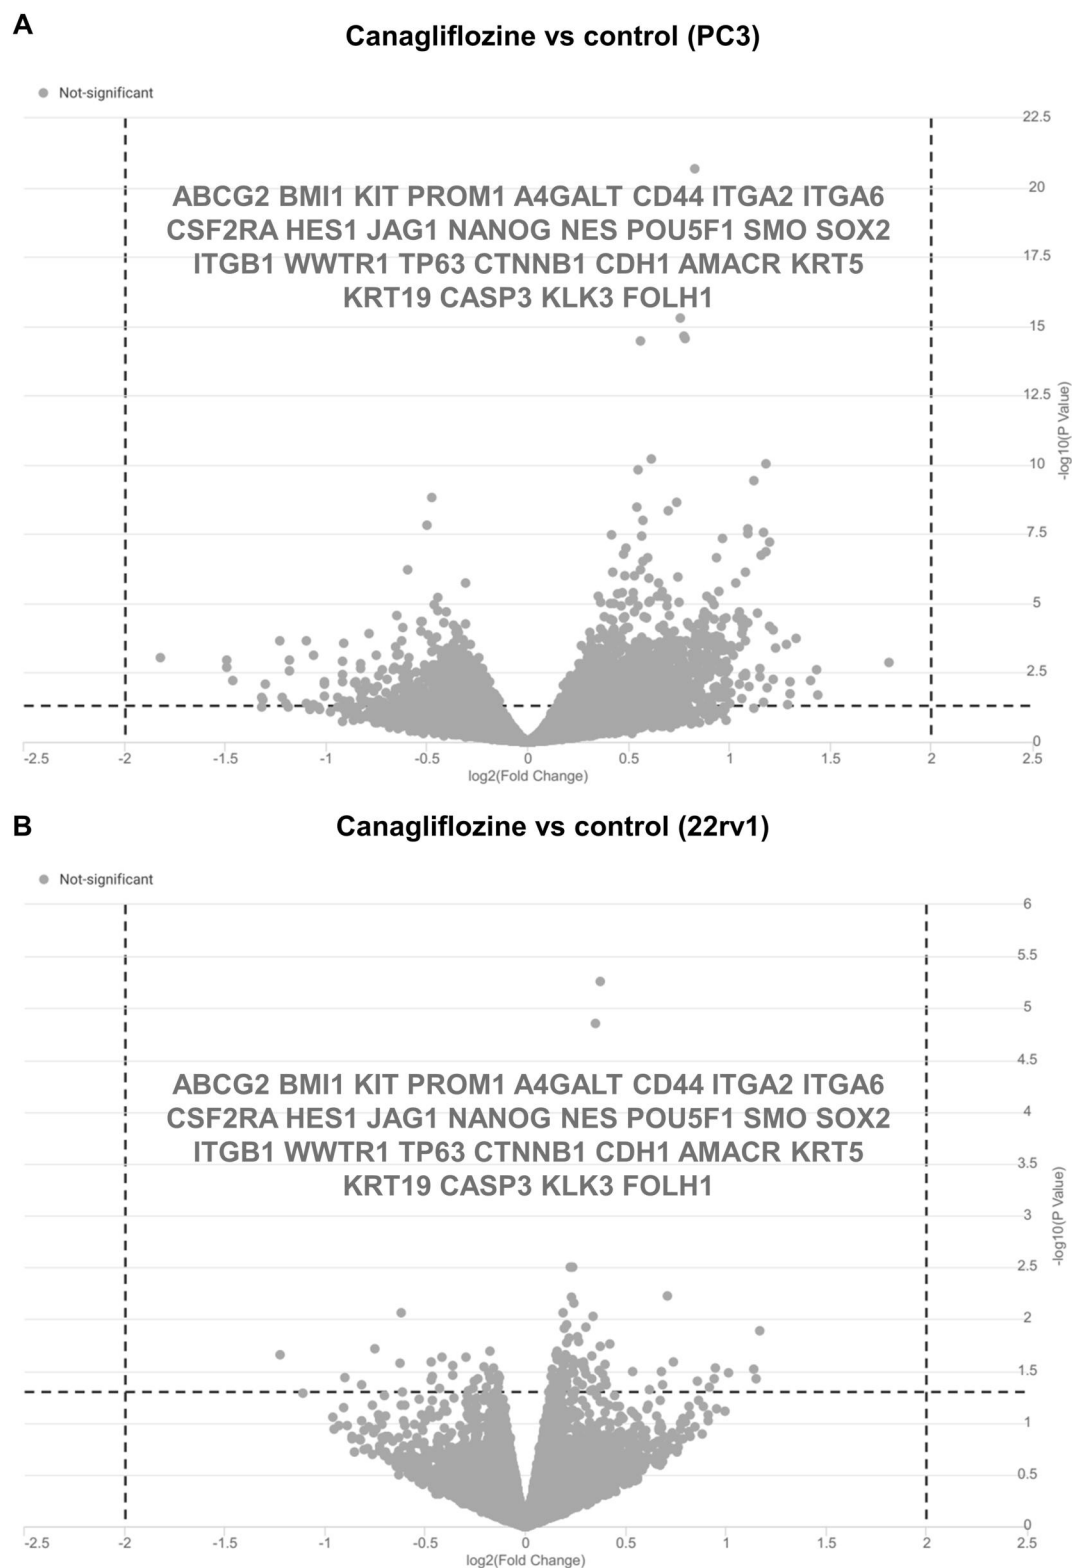 A
Canagliflozine vs control (PC3)
Not-significant
22.5
20
ABCG2 BMI1 KIT PROM1 A4GALT CD44 ITGA2 ITGA6
CSF2RA HES1 JAG1 NANOG NES POU5F1 SMO SOX2
17.5
ITGB1 WWTR1 TP63 CTNNB1 CDH1 AMACR KRT5
KRT19 CASP3 KLK3 FOLH1
15
12.5
-log10(P Value)
10
7.5
5
2.5
0
-2.5 -2 -1.5 -1 -0.5 0 0.5 1 1.5 2 2.5
log2(Fold Change)
B
Canagliflozine vs control (22rv1)
Not-significant
6
5.5
5
4.5
ABCG2 BMI1 KIT PROM1 A4GALT CD44 ITGA2 ITGA6
4
CSF2RA HES1 JAG1 NANOG NES POU5F1 SMO SOX2
ITGB1 WWTR1 TP63 CTNNB1 CDH1 AMACR KRT5
3.5
KRT19 CASP3 KLK3 FOLH1
3
-log10(P Value)
2.5
2
1.5
1
0.5
0
-2.5 -2 -1.5 -1 -0.5 0 0.5 1 1.5 2 2.5
log2(Fold Change)